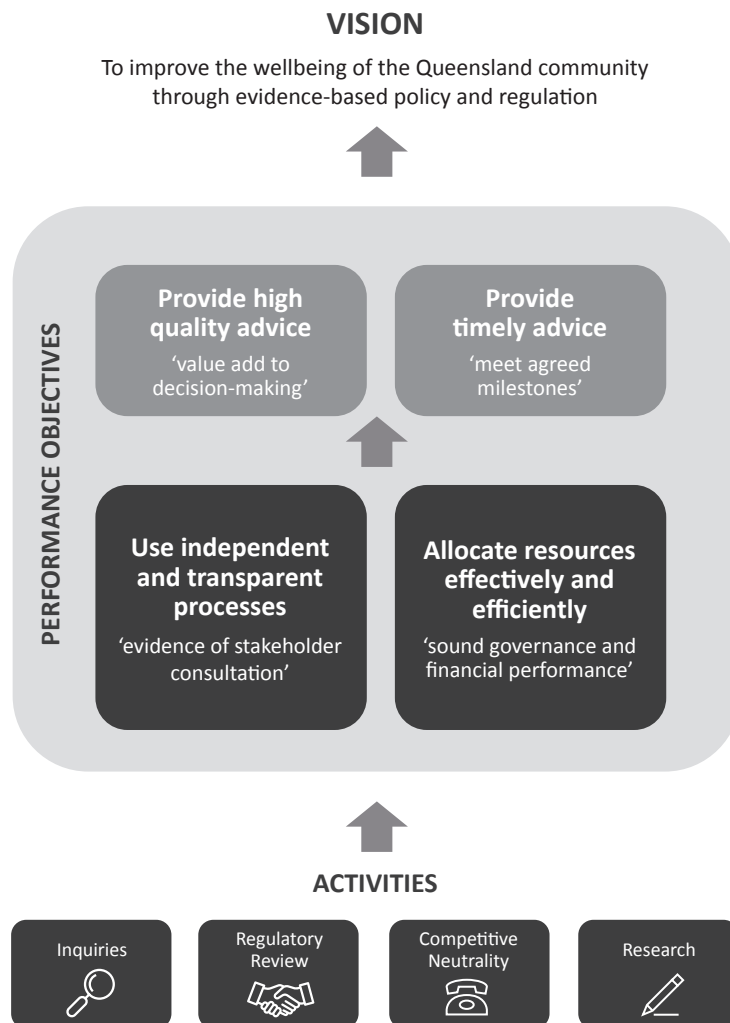 VISION
To improve the wellbeing of the Queensland community
through evidence-based policy and regulation
PERFORMANCE OBJECTIVES
Provide high
quality advice
‘value add to
decision-making’
Provide
timely advice
‘meet agreed
milestones’
Use independent
and transparent
processes
‘evidence of stakeholder
consultation’
Allocate resources
effectively and
efficiently
‘sound governance and
financial performance’
ACTIVITIES
Inquiries
Regulatory
Review
Competitive
Neutrality
Research